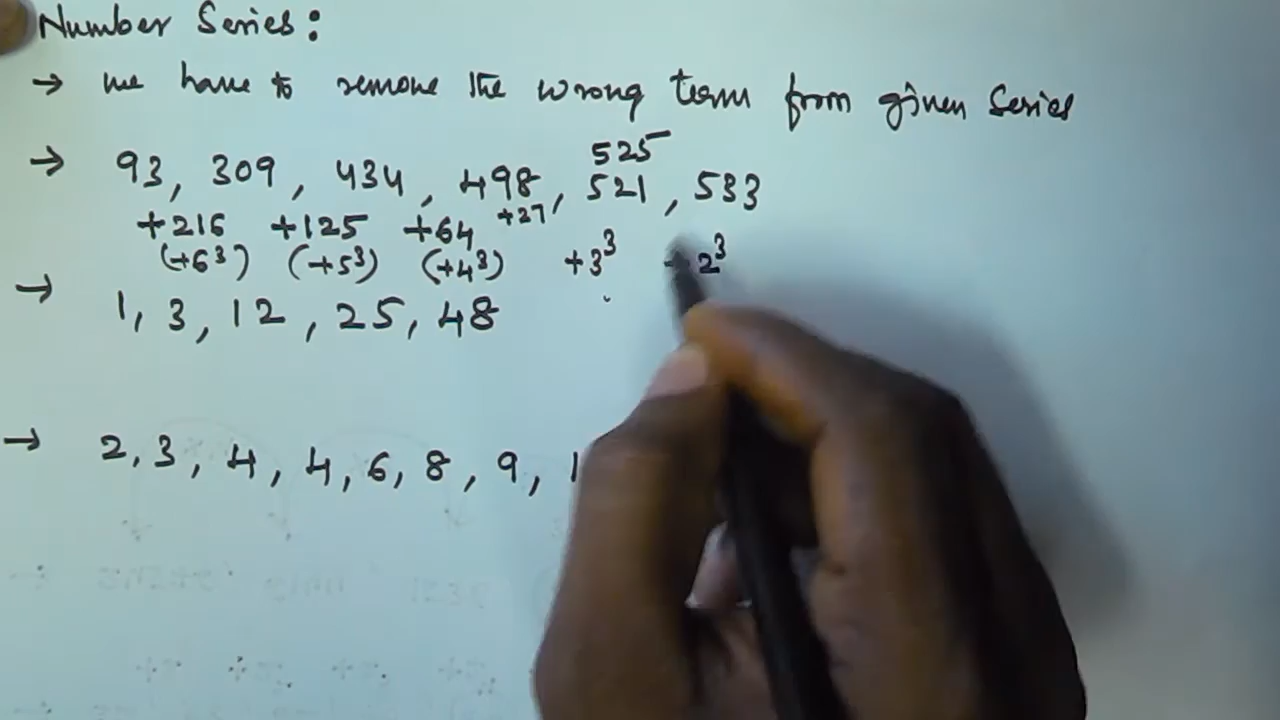 Number Series:
→ we have to remove the wrong term from given Series
525
→ 93, 309, 434, 498, 521, 533
+216 +125 +64 +27
(+6³) (+5³) (+4³) +3³ +2³
→ 1, 3, 12, 25, 48
→ 2, 3, 4, 4, 6, 8, 9, 1